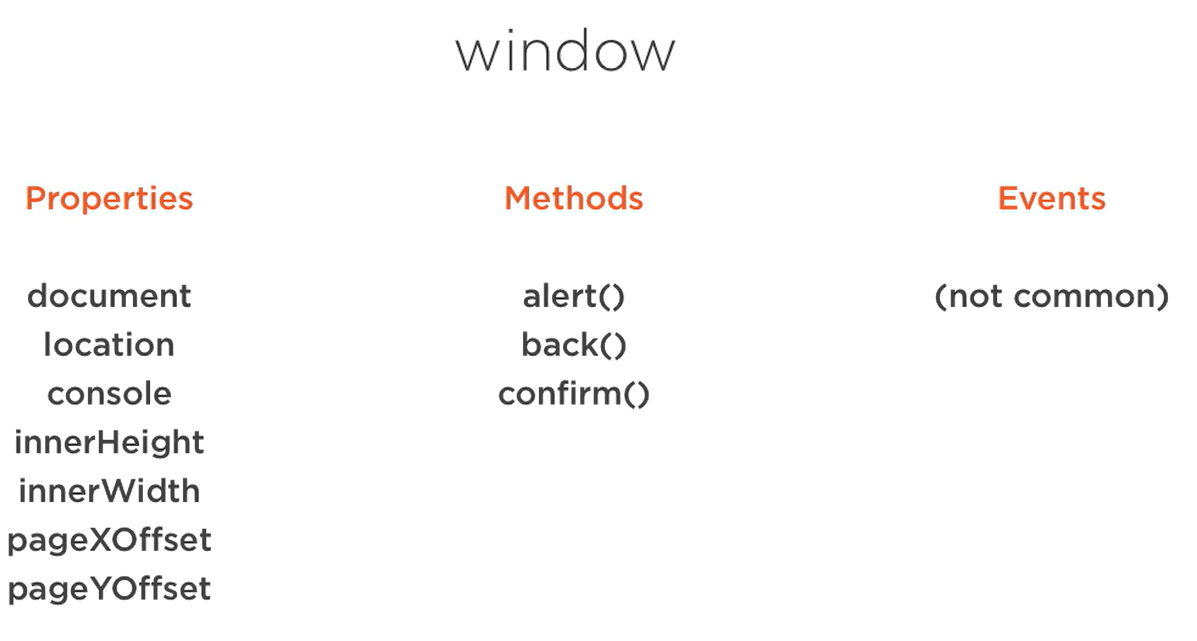 window
Properties
document
location
console
innerHeight
innerWidth
pageXOffset
pageYOffset
Methods
alert()
back()
confirm()
Events
(not common)